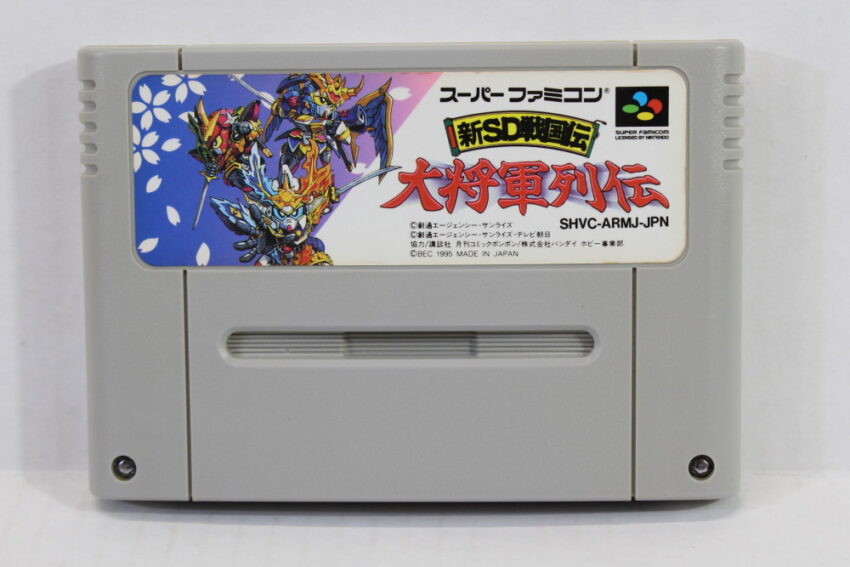 スーパーファミコン®
新SD戦国伝
SUPER FAMICOM
LICENSED BY NINTENDO
大将軍列伝
SHVC-ARMJ-JPN
©創通エージェンシー・サンライズ
©創通エージェンシー・サンライズ・テレビ朝日
協力/講談社 月刊コミックボンボン/株式会社バンダイ ホビー事業部
©BEC 1995 MADE IN JAPAN